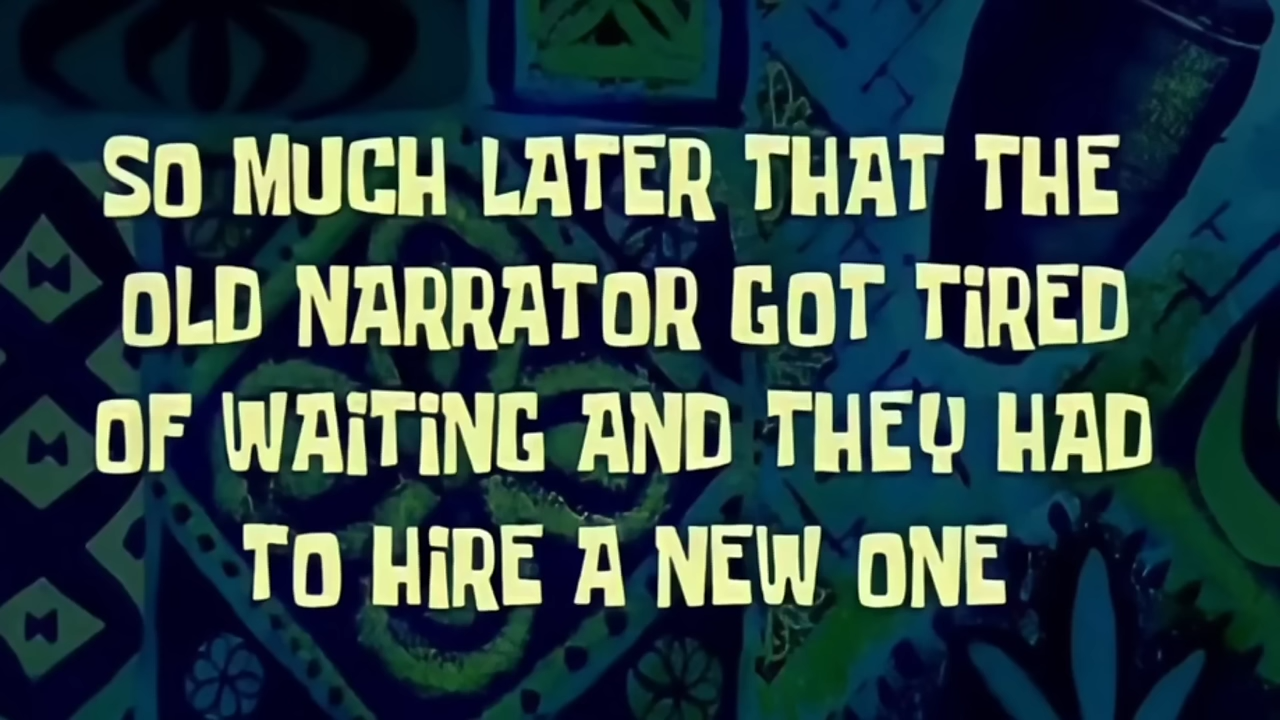 SO MUCH LATER THAT THE
OLD NARRATOR GOT TiRED
OF WAiTiNG AND THEY HAD
TO HiRE A NEW ONE